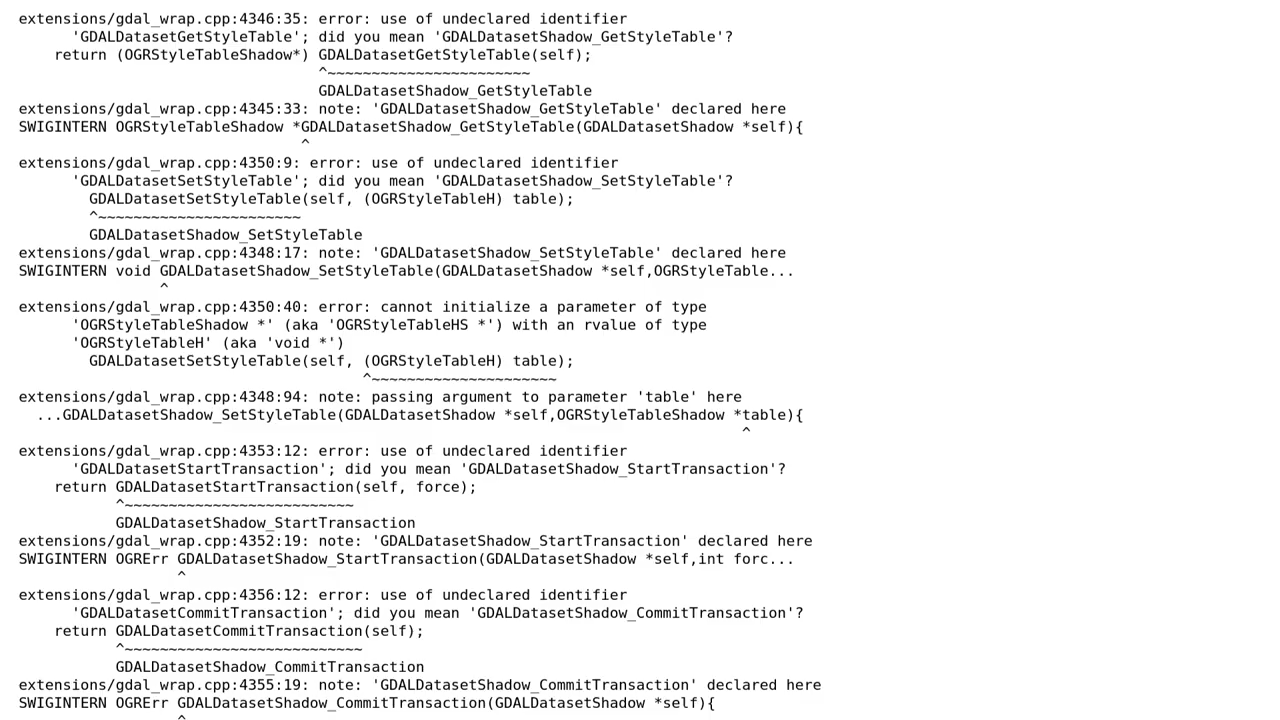 extensions/gdal_wrap.cpp:4346:35: error: use of undeclared identifier
      'GDALDatasetGetStyleTable'; did you mean 'GDALDatasetShadow_GetStyleTable'?
    return (OGRStyleTableShadow*) GDALDatasetGetStyleTable(self);
                                  ^~~~~~~~~~~~~~~~~~~~~~~~
                                  GDALDatasetShadow_GetStyleTable
extensions/gdal_wrap.cpp:4345:33: note: 'GDALDatasetShadow_GetStyleTable' declared here
SWIGINTERN OGRStyleTableShadow *GDALDatasetShadow_GetStyleTable(GDALDatasetShadow *self){
                                ^
extensions/gdal_wrap.cpp:4350:9: error: use of undeclared identifier
      'GDALDatasetSetStyleTable'; did you mean 'GDALDatasetShadow_SetStyleTable'?
        GDALDatasetSetStyleTable(self, (OGRStyleTableH) table);
        ^~~~~~~~~~~~~~~~~~~~~~~~
        GDALDatasetShadow_SetStyleTable
extensions/gdal_wrap.cpp:4348:17: note: 'GDALDatasetShadow_SetStyleTable' declared here
SWIGINTERN void GDALDatasetShadow_SetStyleTable(GDALDatasetShadow *self,OGRStyleTable...
                ^
extensions/gdal_wrap.cpp:4350:40: error: cannot initialize a parameter of type
      'OGRStyleTableShadow *' (aka 'OGRStyleTableHS *') with an rvalue of type
      'OGRStyleTableH' (aka 'void *')
        GDALDatasetSetStyleTable(self, (OGRStyleTableH) table);
                                       ^~~~~~~~~~~~~~~~~~~~~~
extensions/gdal_wrap.cpp:4348:94: note: passing argument to parameter 'table' here
  ...GDALDatasetShadow_SetStyleTable(GDALDatasetShadow *self,OGRStyleTableShadow *table){
                                                                                  ^
extensions/gdal_wrap.cpp:4353:12: error: use of undeclared identifier
      'GDALDatasetStartTransaction'; did you mean 'GDALDatasetShadow_StartTransaction'?
    return GDALDatasetStartTransaction(self, force);
           ^~~~~~~~~~~~~~~~~~~~~~~~~~~
           GDALDatasetShadow_StartTransaction
extensions/gdal_wrap.cpp:4352:19: note: 'GDALDatasetShadow_StartTransaction' declared here
SWIGINTERN OGRErr GDALDatasetShadow_StartTransaction(GDALDatasetShadow *self,int forc...
                  ^
extensions/gdal_wrap.cpp:4356:12: error: use of undeclared identifier
      'GDALDatasetCommitTransaction'; did you mean 'GDALDatasetShadow_CommitTransaction'?
    return GDALDatasetCommitTransaction(self);
           ^~~~~~~~~~~~~~~~~~~~~~~~~~~~
           GDALDatasetShadow_CommitTransaction
extensions/gdal_wrap.cpp:4355:19: note: 'GDALDatasetShadow_CommitTransaction' declared here
SWIGINTERN OGRErr GDALDatasetShadow_CommitTransaction(GDALDatasetShadow *self){
                  ^